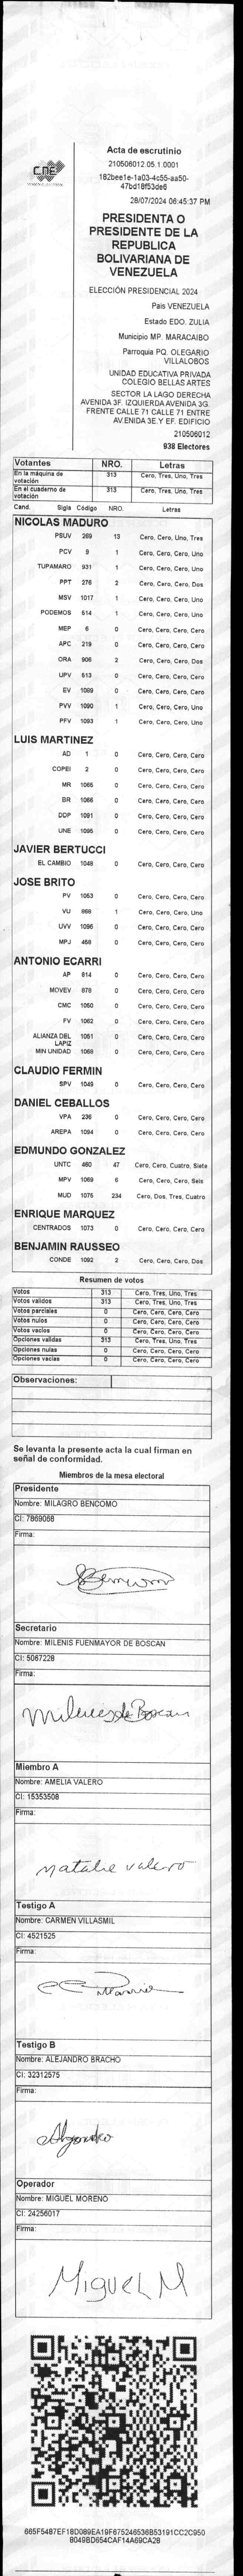 CNE
Acta de escrutinio
210506012.05.1.0001
182bee1e-1a03-4c55-aa50-
47bd18f53de6
28/07/2024 06:45:37 PM
PRESIDENTA O
PRESIDENTE DE LA
REPUBLICA
BOLIVARIANA DE
VENEZUELA
ELECCIÓN PRESIDENCIAL 2024
Pais VENEZUELA
Estado EDO. ZULIA
Municipio MP. MARACAIBO
Parroquia PQ. OLEGARIO
VILLALOBOS
UNIDAD EDUCATIVA PRIVADA
COLEGIO BELLAS ARTES
SECTOR LA LAGO DERECHA
AVENIDA 3F. IZQUIERDA AVENIDA 3G.
FRENTE CALLE 71 CALLE 71 ENTRE
AV.ENIDA 3E.Y EF. EDIFICIO
210506012
938 Electores
Votantes NRO. Letras
En la máquina de votación 313 Cero, Tres, Uno, Tres
En el cuaderno de votación 313 Cero, Tres, Uno, Tres
Cand. Sigla Código NRO. Letras
NICOLAS MADURO
PSUV 269 13 Cero, Cero, Uno, Tres
PCV 9 1 Cero, Cero, Cero, Uno
TUPAMARO 931 1 Cero, Cero, Cero, Uno
PPT 276 2 Cero, Cero, Cero, Dos
MSV 1017 1 Cero, Cero, Cero, Uno
PODEMOS 514 1 Cero, Cero, Cero, Uno
MEP 6 0 Cero, Cero, Cero, Cero
APC 219 0 Cero, Cero, Cero, Cero
ORA 906 2 Cero, Cero, Cero, Dos
UPV 513 0 Cero, Cero, Cero, Cero
EV 1089 0 Cero, Cero, Cero, Cero
PVV 1090 1 Cero, Cero, Cero, Uno
PFV 1093 1 Cero, Cero, Cero, Uno
LUIS MARTINEZ
AD 1 0 Cero, Cero, Cero, Cero
COPEI 2 0 Cero, Cero, Cero, Cero
MR 1065 0 Cero, Cero, Cero, Cero
BR 1066 0 Cero, Cero, Cero, Cero
DDP 1091 0 Cero, Cero, Cero, Cero
UNE 1095 0 Cero, Cero, Cero, Cero
JAVIER BERTUCCI
EL CAMBIO 1048 0 Cero, Cero, Cero, Cero
JOSE BRITO
PV 1053 0 Cero, Cero, Cero, Cero
VU 868 1 Cero, Cero, Cero, Uno
UVV 1096 0 Cero, Cero, Cero, Cero
MPJ 458 0 Cero, Cero, Cero, Cero
ANTONIO ECARRI
AP 814 0 Cero, Cero, Cero, Cero
MOVEV 878 0 Cero, Cero, Cero, Cero
CMC 1050 0 Cero, Cero, Cero, Cero
FV 1062 0 Cero, Cero, Cero, Cero
ALIANZA DEL LAPIZ 1051 0 Cero, Cero, Cero, Cero
MIN UNIDAD 1068 0 Cero, Cero, Cero, Cero
CLAUDIO FERMIN
SPV 1049 0 Cero, Cero, Cero, Cero
DANIEL CEBALLOS
VPA 236 0 Cero, Cero, Cero, Cero
AREPA 1094 0 Cero, Cero, Cero, Cero
EDMUNDO GONZALEZ
UNTC 460 47 Cero, Cero, Cuatro, Siete
MPV 1069 6 Cero, Cero, Cero, Seis
MUD 1075 234 Cero, Dos, Tres, Cuatro
ENRIQUE MARQUEZ
CENTRADOS 1073 0 Cero, Cero, Cero, Cero
BENJAMIN RAUSSEO
CONDE 1092 2 Cero, Cero, Cero, Dos
Resumen de votos
Votos 313 Cero, Tres, Uno, Tres
Votos validos 313 Cero, Tres, Uno, Tres
Votos parciales 0 Cero, Cero, Cero, Cero
Votos nulos 0 Cero, Cero, Cero, Cero
Votos vacios 0 Cero, Cero, Cero, Cero
Opciones validas 313 Cero, Tres, Uno, Tres
Opciones nulas 0 Cero, Cero, Cero, Cero
Opciones vacias 0 Cero, Cero, Cero, Cero
Observaciones:
Se levanta la presente acta la cual firman en
señal de conformidad.
Miembros de la mesa electoral
Presidente
Nombre: MILAGRO BENCOMO
CI: 7869068
Firma:
Bencomo
Secretario
Nombre: MILENIS FUENMAYOR DE BOSCAN
CI: 5067228
Firma:
Milenis de Boscan
Miembro A
Nombre: AMELIA VALERO
CI: 15353508
Firma:
Natalie Valero
Testigo A
Nombre: CARMEN VILLASMIL
CI: 4521525
Firma:
Testigo B
Nombre: ALEJANDRO BRACHO
CI: 32312575
Firma:
Alejandro
Operador
Nombre: MIGUEL MORENO
CI: 24256017
Firma:
Miguel M
665F5487EF18D089EA19F675246536B53191CC2C950
8049BD654CAF14A69CA28